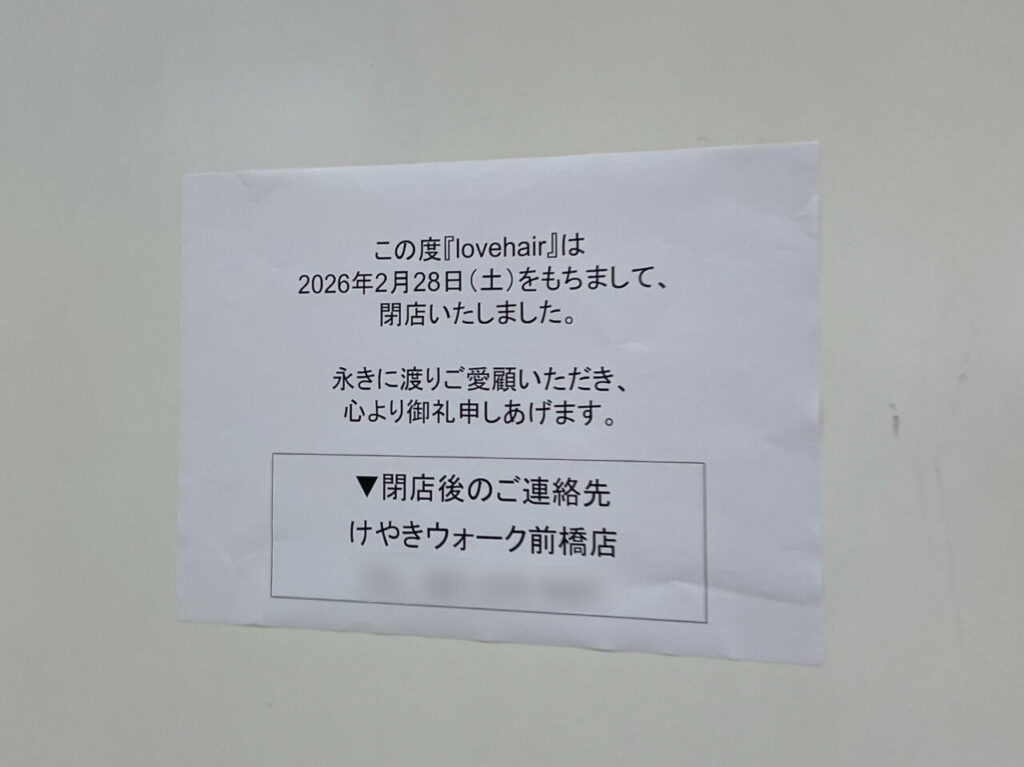 この度『lovehair』は
2026年2月28日（土）をもちまして、
閉店いたしました。
永きに渡りご愛顧いただき、
心より御礼申しあげます。
▼閉店後のご連絡先
けやきウォーク前橋店